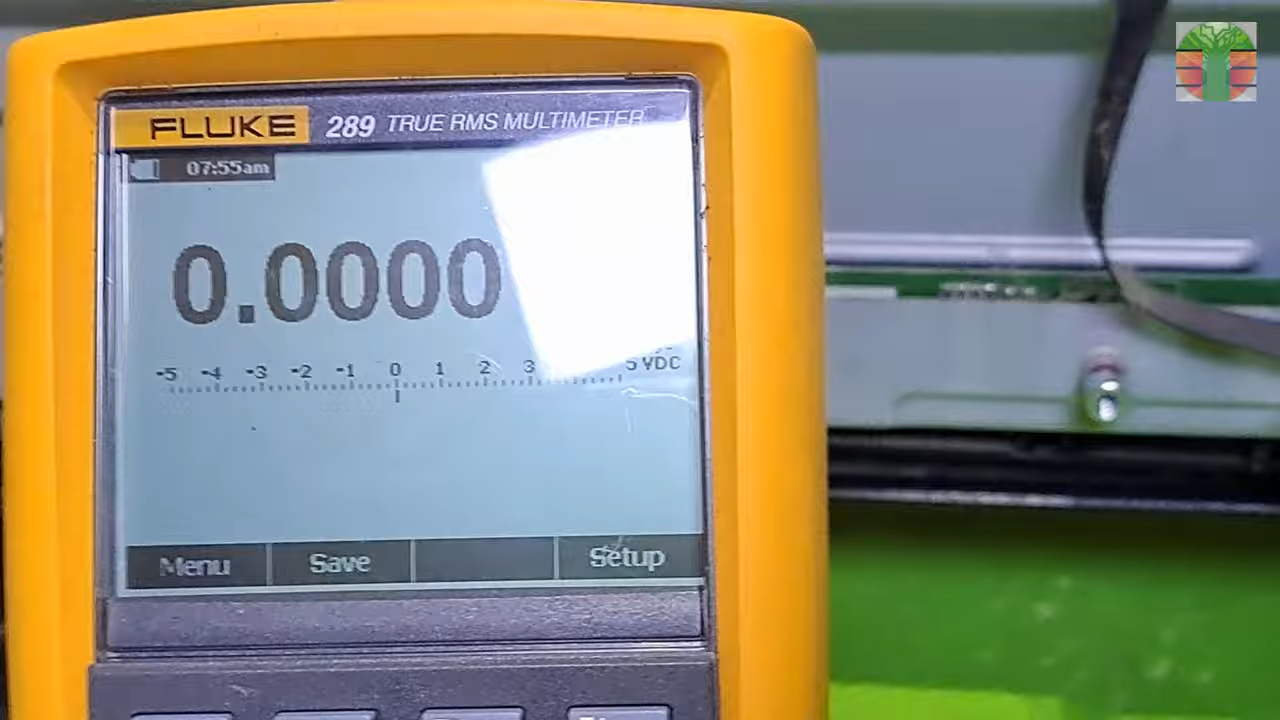 FLUKE 289 TRUE RMS MULTIMETER
07:55am
0.0000
-5 -4 -3 -2 -1 0 1 2 3 5 VDC
Menu Save Setup